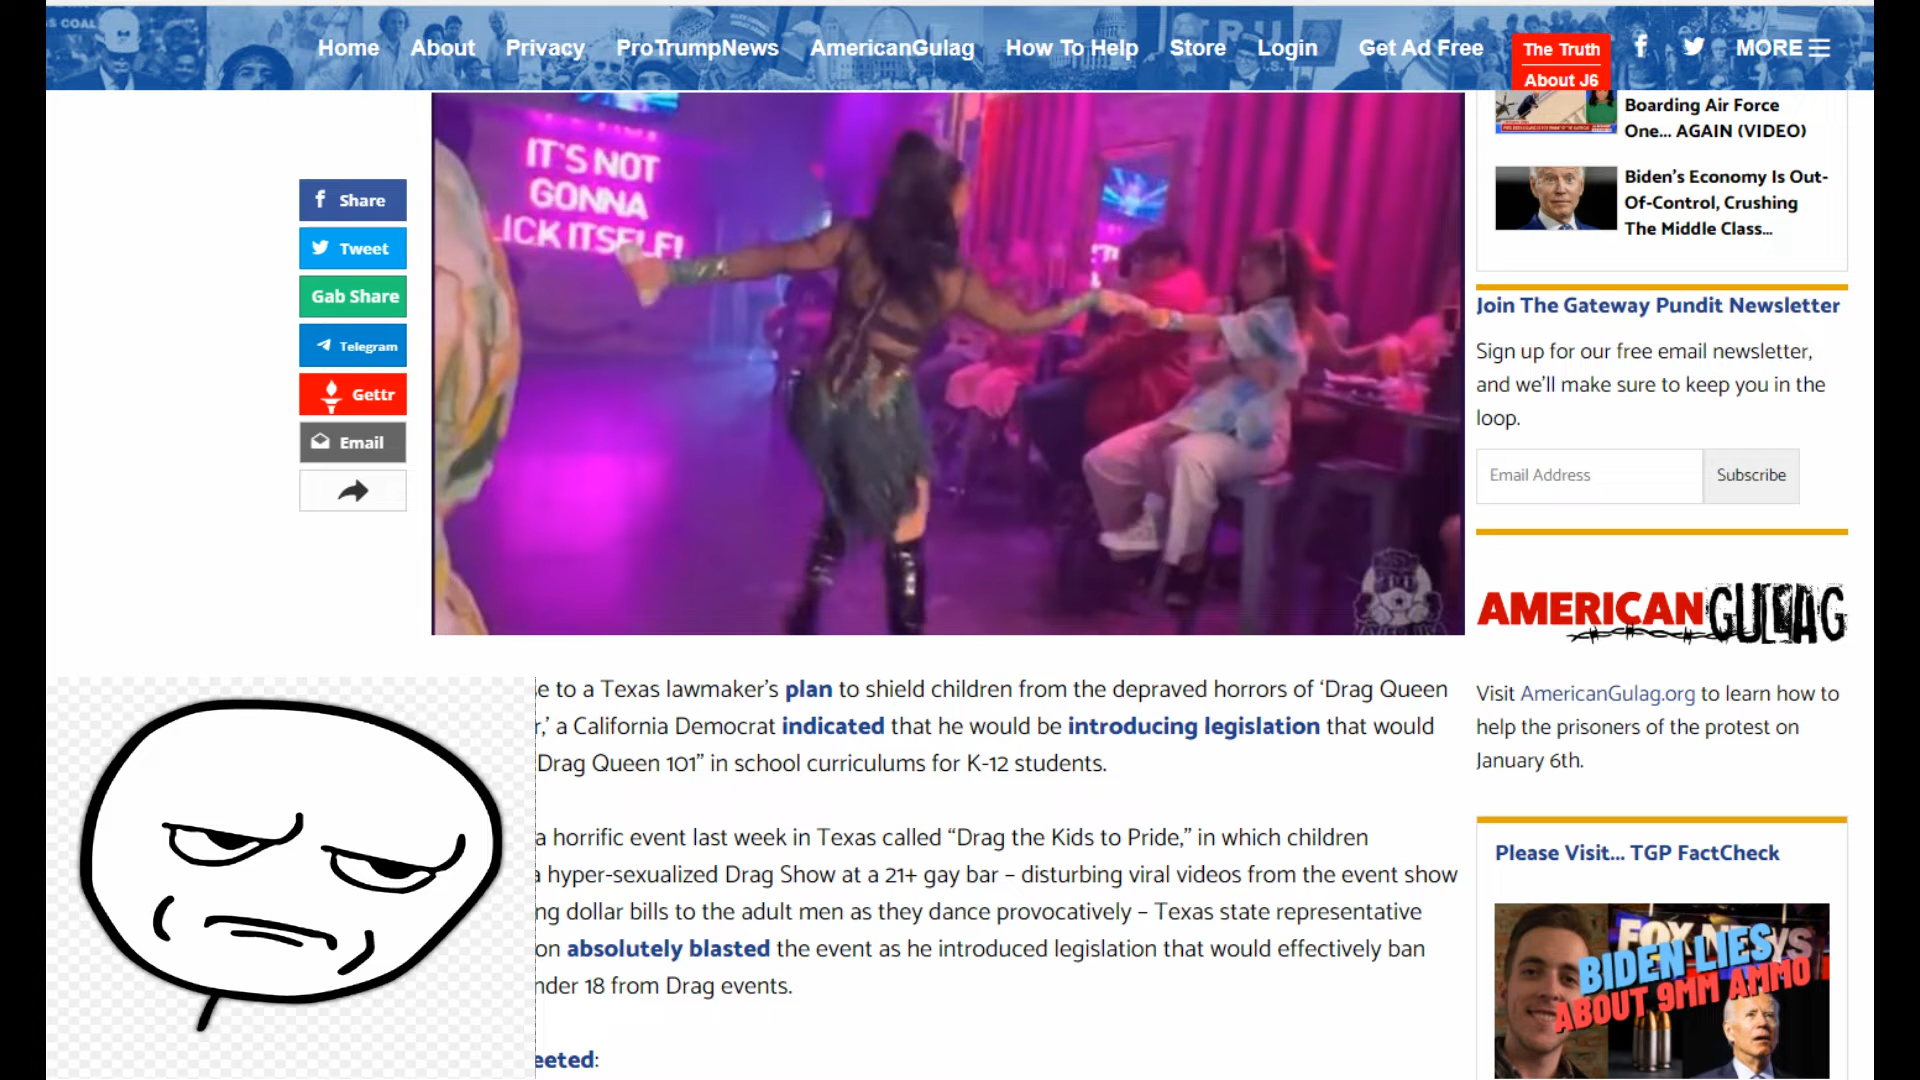 Home About Privacy ProTrumpNews AmericanGulag How To Help Store Login Get Ad Free The Truth About J6 MORE
Boarding Air Force
One... AGAIN (VIDEO)
Biden's Economy Is Out-
Of-Control, Crushing
The Middle Class...
Share
Tweet
Gab Share
Telegram
Gettr
Email
IT'S NOT
GONNA
ICK ITSELF!
Join The Gateway Pundit Newsletter
Sign up for our free email newsletter,
and we'll make sure to keep you in the
loop.
Email Address
Subscribe
AMERICAN GULAG
Visit AmericanGulag.org to learn how to
help the prisoners of the protest on
January 6th.
e to a Texas lawmaker's plan to shield children from the depraved horrors of 'Drag Queen
r,' a California Democrat indicated that he would be introducing legislation that would
Drag Queen 101" in school curriculums for K-12 students.
a horrific event last week in Texas called "Drag the Kids to Pride," in which children
a hyper-sexualized Drag Show at a 21+ gay bar – disturbing viral videos from the event show
ng dollar bills to the adult men as they dance provocatively – Texas state representative
on absolutely blasted the event as he introduced legislation that would effectively ban
nder 18 from Drag events.
eeted:
Please Visit... TGP FactCheck
FOX NEWS
BIDEN LIES
ABOUT 9MM AMMO